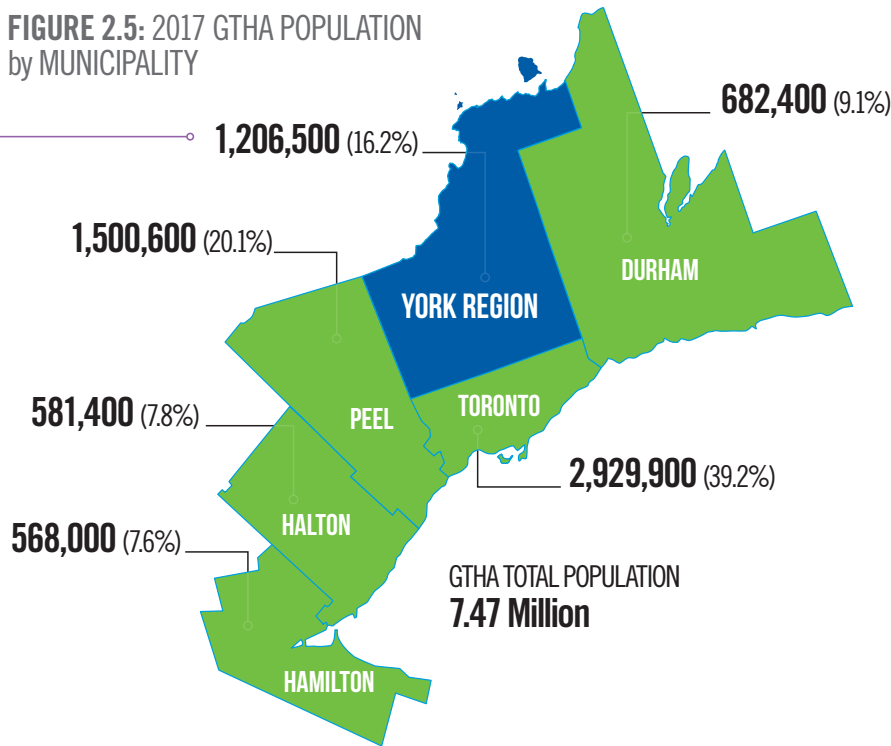 FIGURE 2.5: 2017 GTHA POPULATION
by MUNICIPALITY
682,400 (9.1%)
1,206,500 (16.2%)
1,500,600 (20.1%)
DURHAM
YORK REGION
581,400 (7.8%)
PEEL
TORONTO
2,929,900 (39.2%)
HALTON
568,000 (7.6%)
GTHA TOTAL POPULATION
7.47 Million
HAMILTON